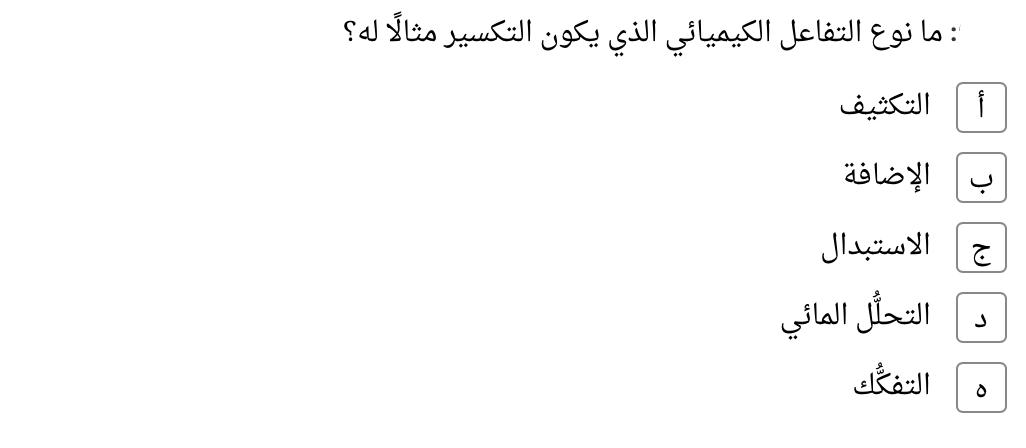 : ما نوع التفاعل الكيميائي الذي يكون التكسير مثالًا له؟
أ التكثيف
ب الإضافة
ج الاستبدال
د التحلُّل المائي
ه التفكُّك